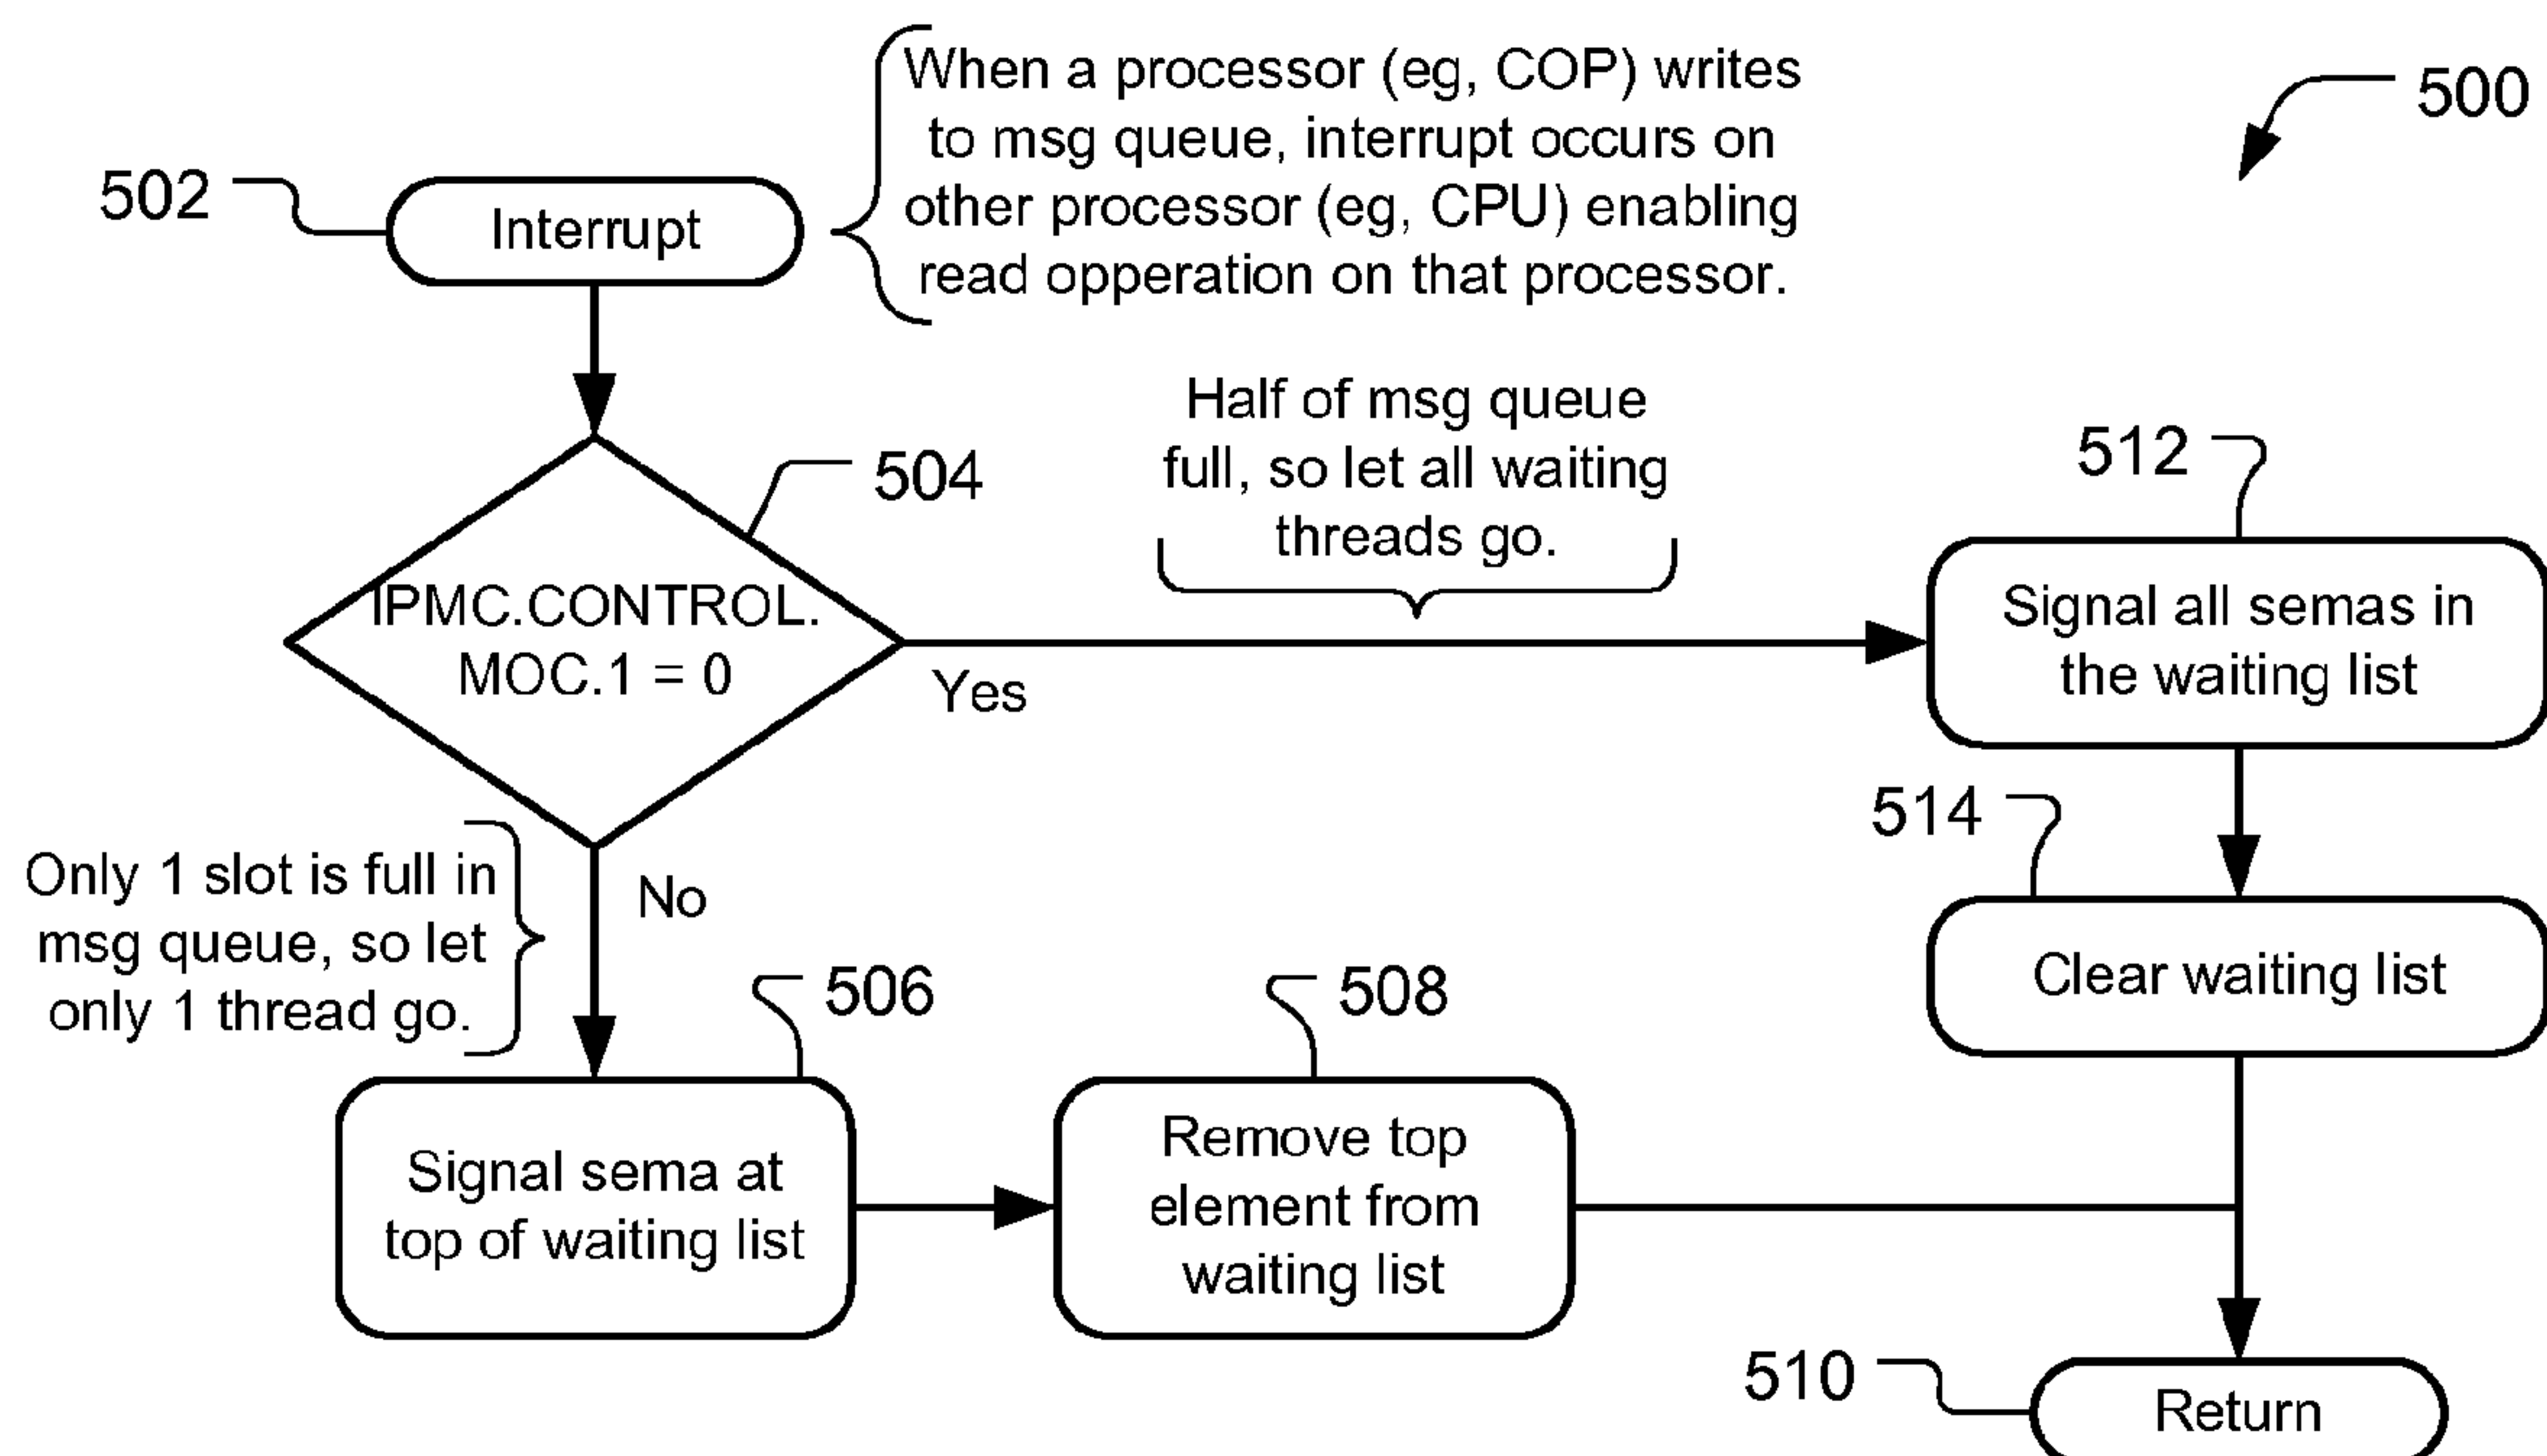 When a processor (eg, COP) writes
to msg queue, interrupt occurs on
other processor (eg, CPU) enabling
read opperation on that processor.
500
502
Interrupt
Half of msg queue
full, so let all waiting
threads go.
504
512
IPMC.CONTROL.
MOC.1 = 0
Yes
Signal all semas in
the waiting list
514
Only 1 slot is full in
msg queue, so let
only 1 thread go.
No
Clear waiting list
506
508
Signal sema at
top of waiting list
Remove top
element from
waiting list
510
Return